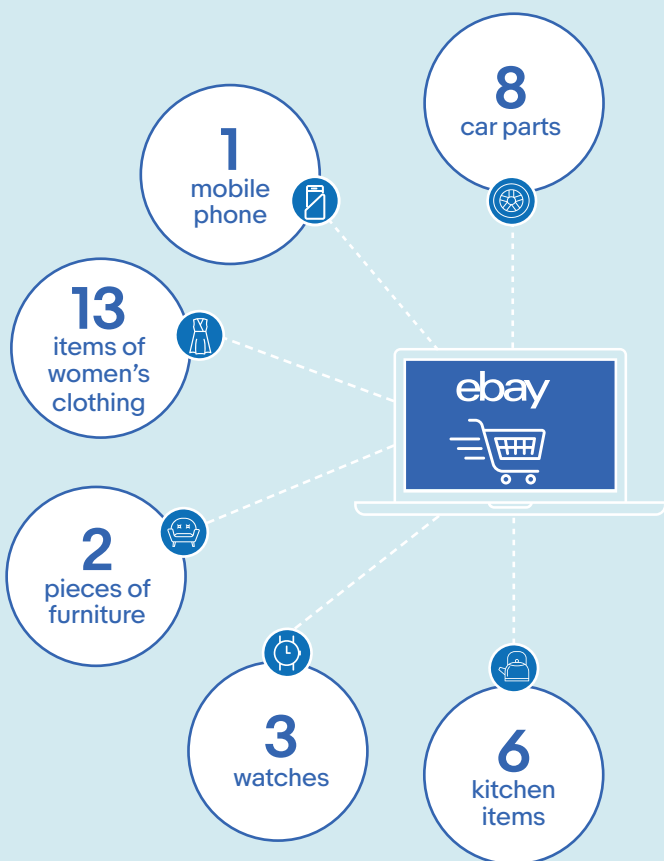 8
car parts
1
mobile
phone
13
items of
women's
clothing
ebay
2
pieces of
furniture
3
watches
6
kitchen
items